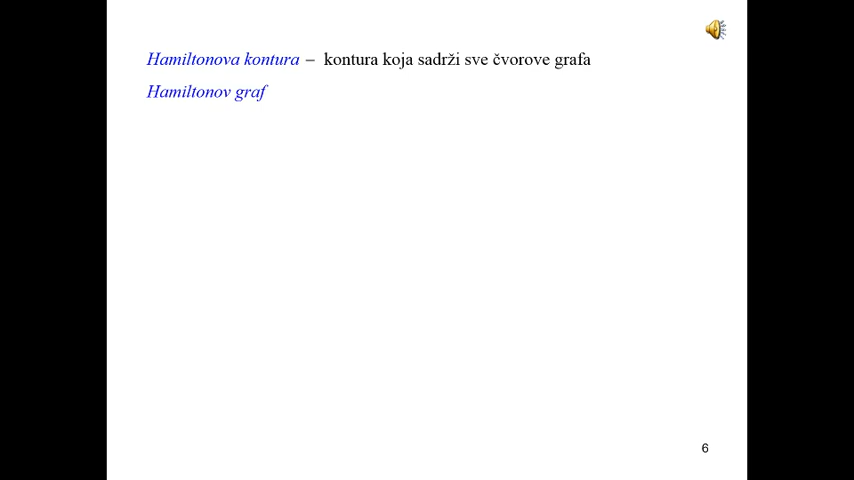 Hamiltonova kontura – kontura koja sadrži sve čvorove grafa
Hamiltonov graf
6